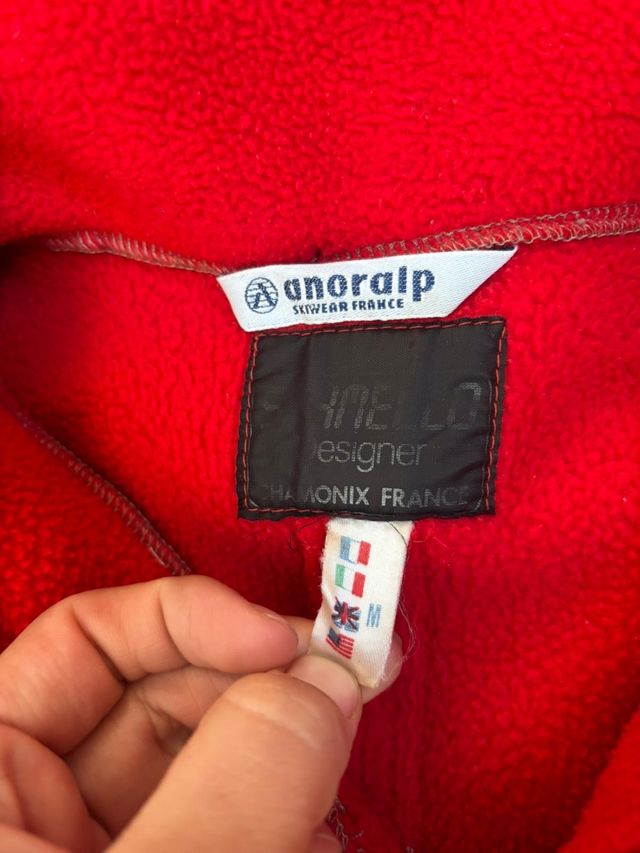 anoralp
SKIWEAR FRANCE
Designer
CHAMONIX FRANCE
M